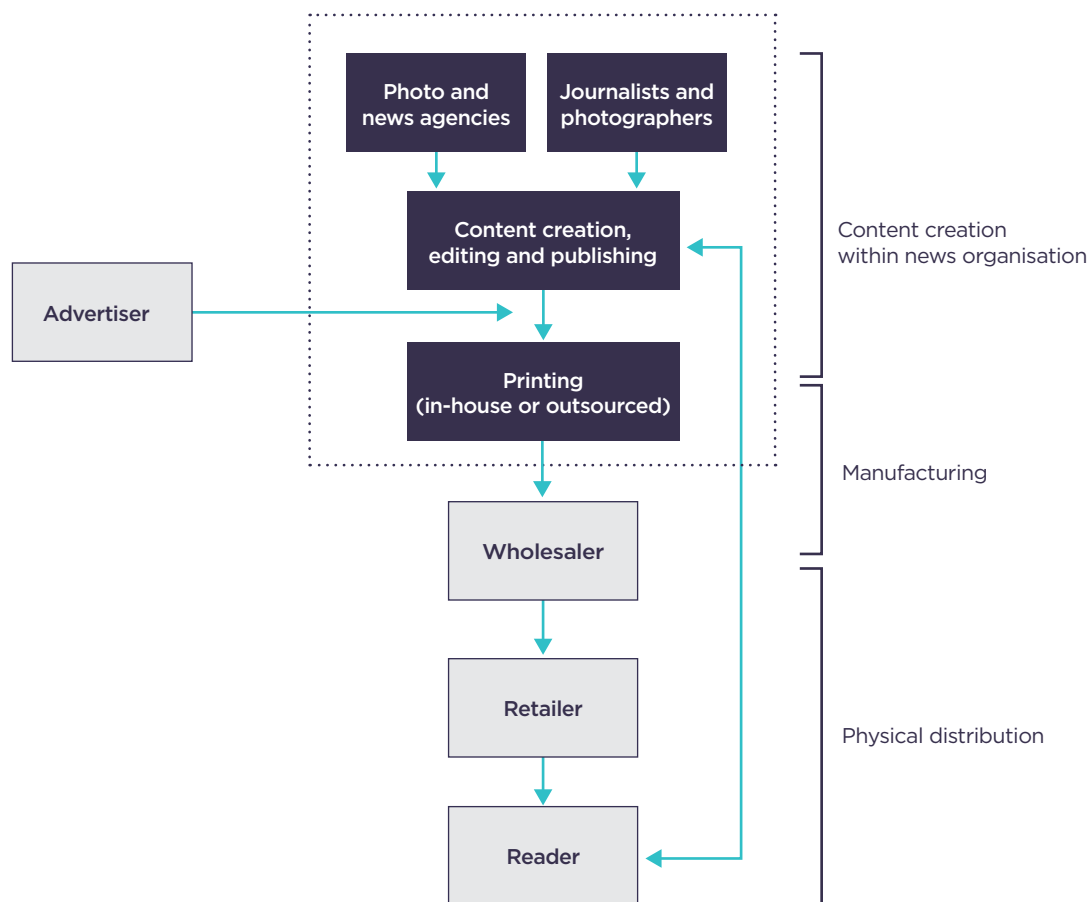 Photo and
news agencies
Journalists and
photographers
Content creation,
editing and publishing
Content creation
within news organisation
Advertiser
Printing
(in-house or outsourced)
Manufacturing
Wholesaler
Retailer
Physical distribution
Reader